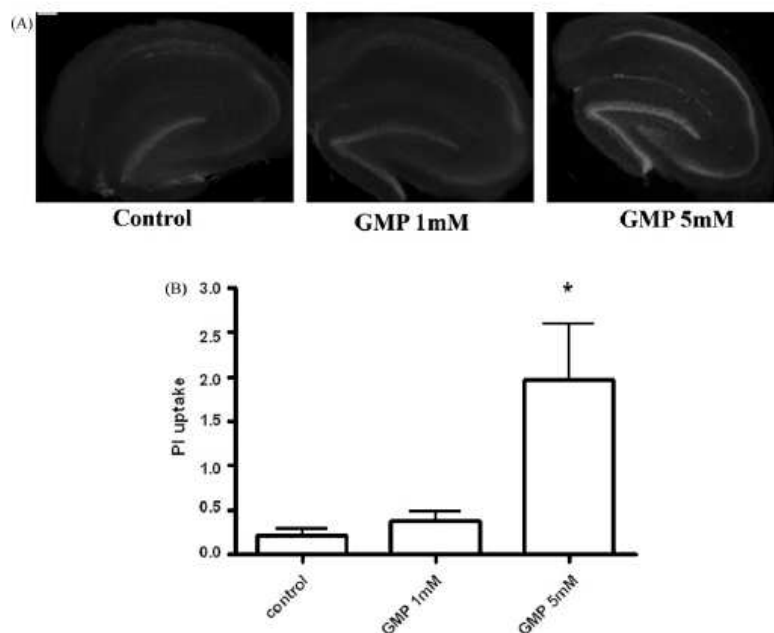 (A)
Control
GMP 1mM
GMP 5mM
(B)
3.0
*
2.5
2.0
1.5
1.0
0.5
0.0
PI uptake
control
GMP 1mM
GMP 5mM